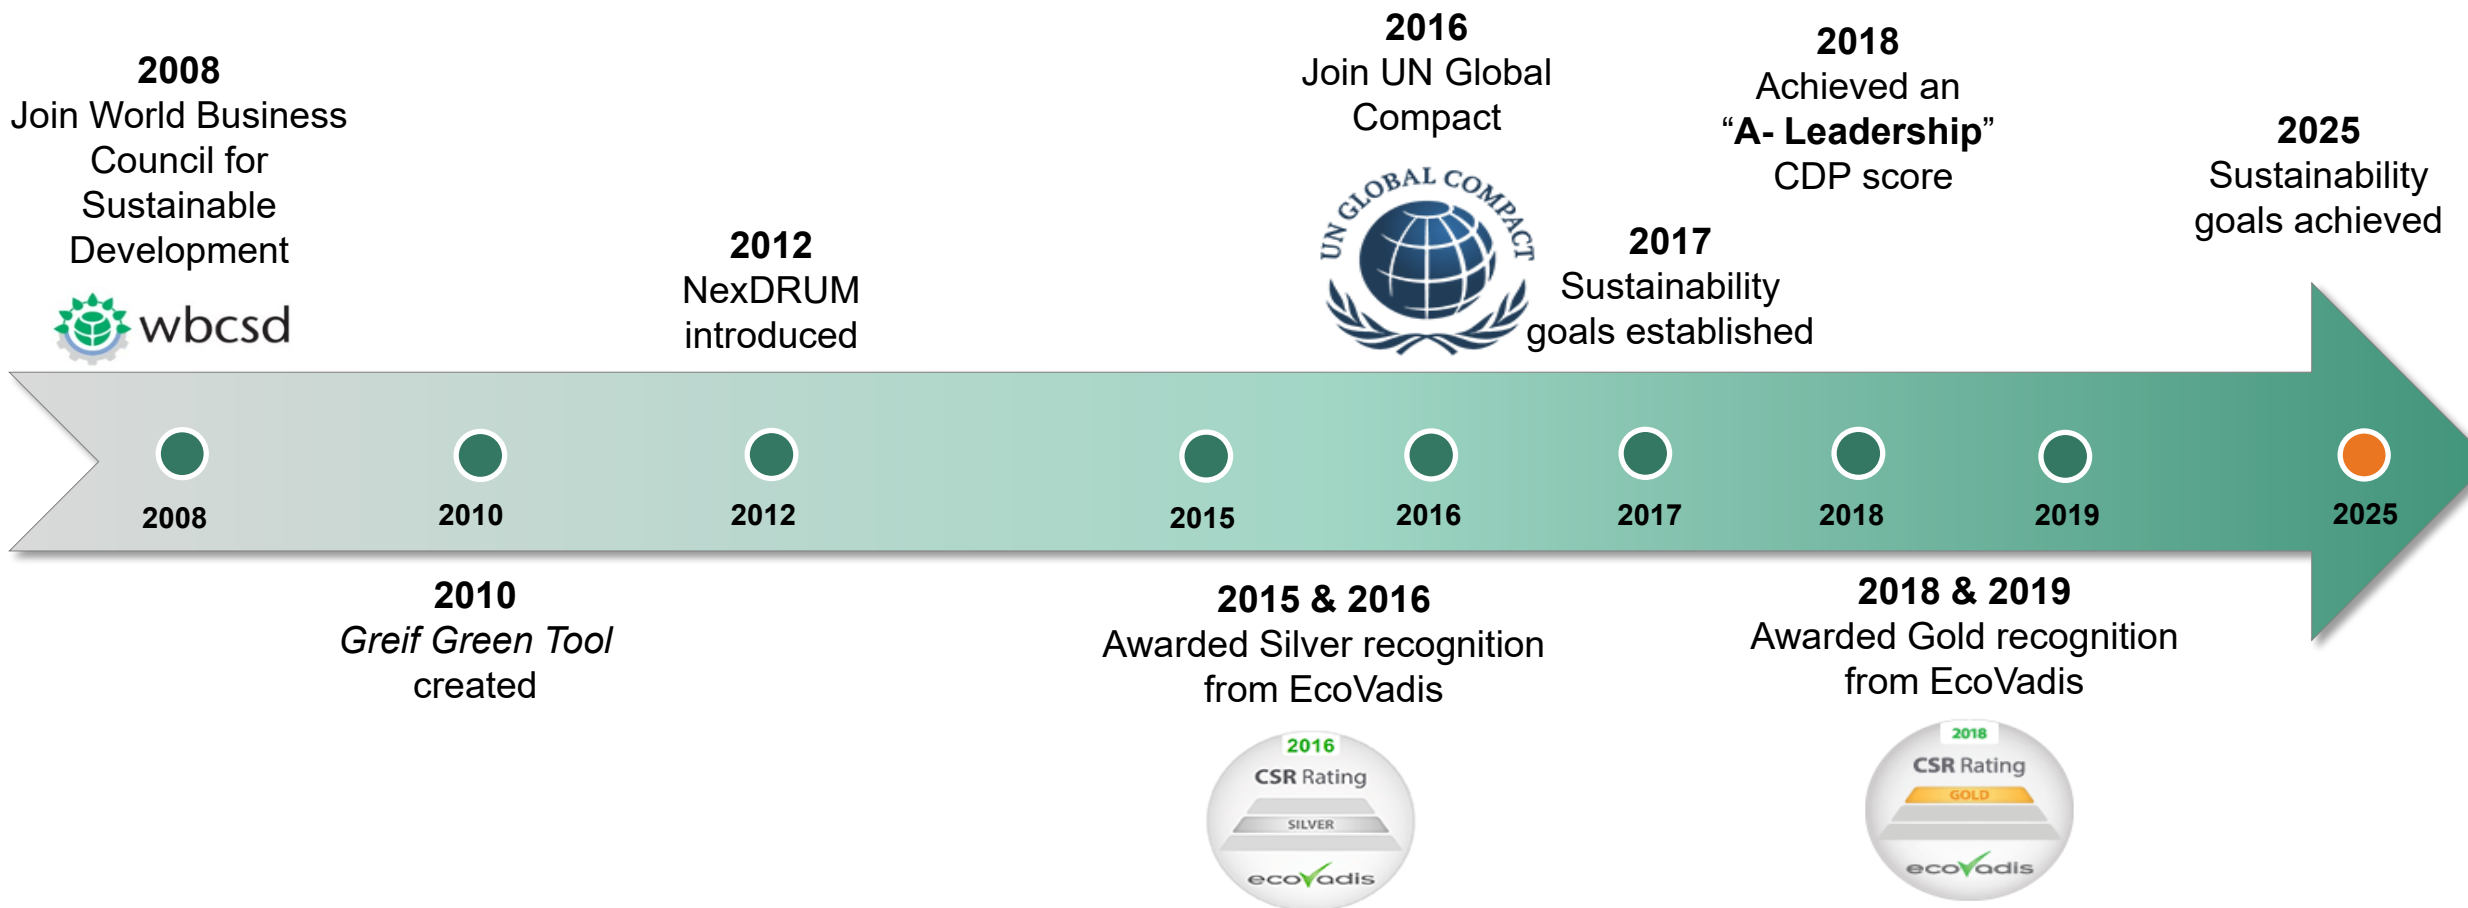 2008
Join World Business
Council for
Sustainable
Development
wbcsd
2012
NexDRUM
introduced
2016
Join UN Global
Compact
UN GLOBAL COMPACT
2017
Sustainability
goals established
2018
Achieved an
“A- Leadership”
CDP score
2025
Sustainability
goals achieved
2008
2010
2012
2015
2016
2017
2018
2019
2025
2010
Greif Green Tool
created
2015 & 2016
Awarded Silver recognition
from EcoVadis
2016
CSR Rating
SILVER
ecovadis
2018 & 2019
Awarded Gold recognition
from EcoVadis
2018
CSR Rating
GOLD
ecovadis